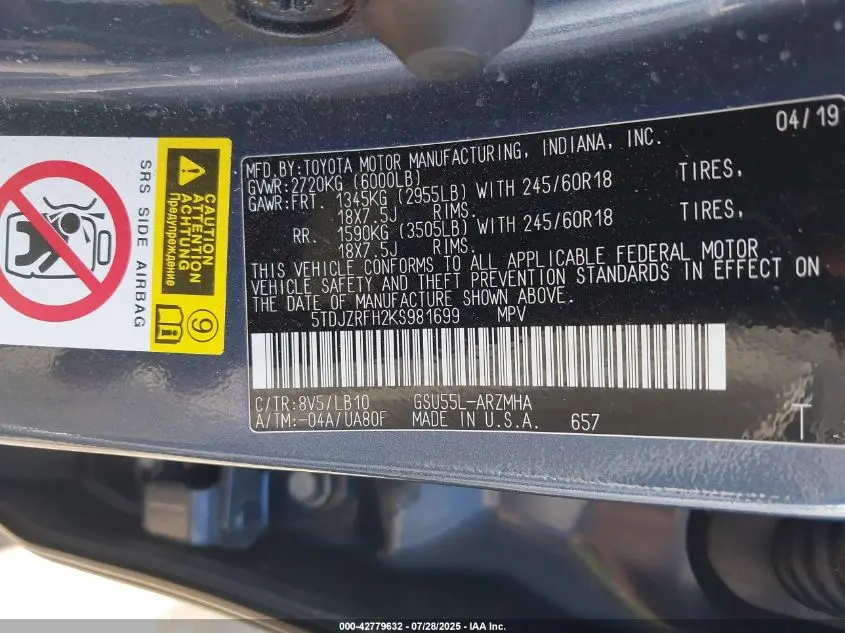 SRS SIDE AIRBAG
CAUTION
ATTENTION
ACHTUNG
Предупреждение
9
04/19
MFD.BY:TOYOTA MOTOR MANUFACTURING, INDIANA, INC.
GVWR:2720KG (6000LB)
GAWR:FRT. 1345KG (2955LB) WITH 245/60R18 TIRES,
18X7.5J RIMS.
RR. 1590KG (3505LB) WITH 245/60R18 TIRES,
18X7.5J RIMS.
THIS VEHICLE CONFORMS TO ALL APPLICABLE FEDERAL MOTOR
VEHICLE SAFETY AND THEFT PREVENTION STANDARDS IN EFFECT ON
THE DATE OF MANUFACTURE SHOWN ABOVE.
5TDJZRFH2KS981699 MPV
C/TR:8V5/LB10 GSU55L-ARZMHA
A/TM:-04A/UA80F MADE IN U.S.A. 657 T
000-42779632 - 07/28/2025 - IAA Inc.